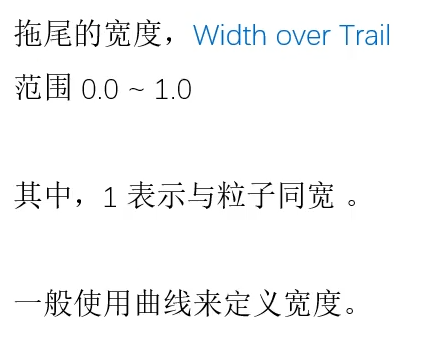 拖尾的宽度，Width over Trail
范围 0.0 ~ 1.0
其中，1 表示与粒子同宽 。
一般使用曲线来定义宽度。